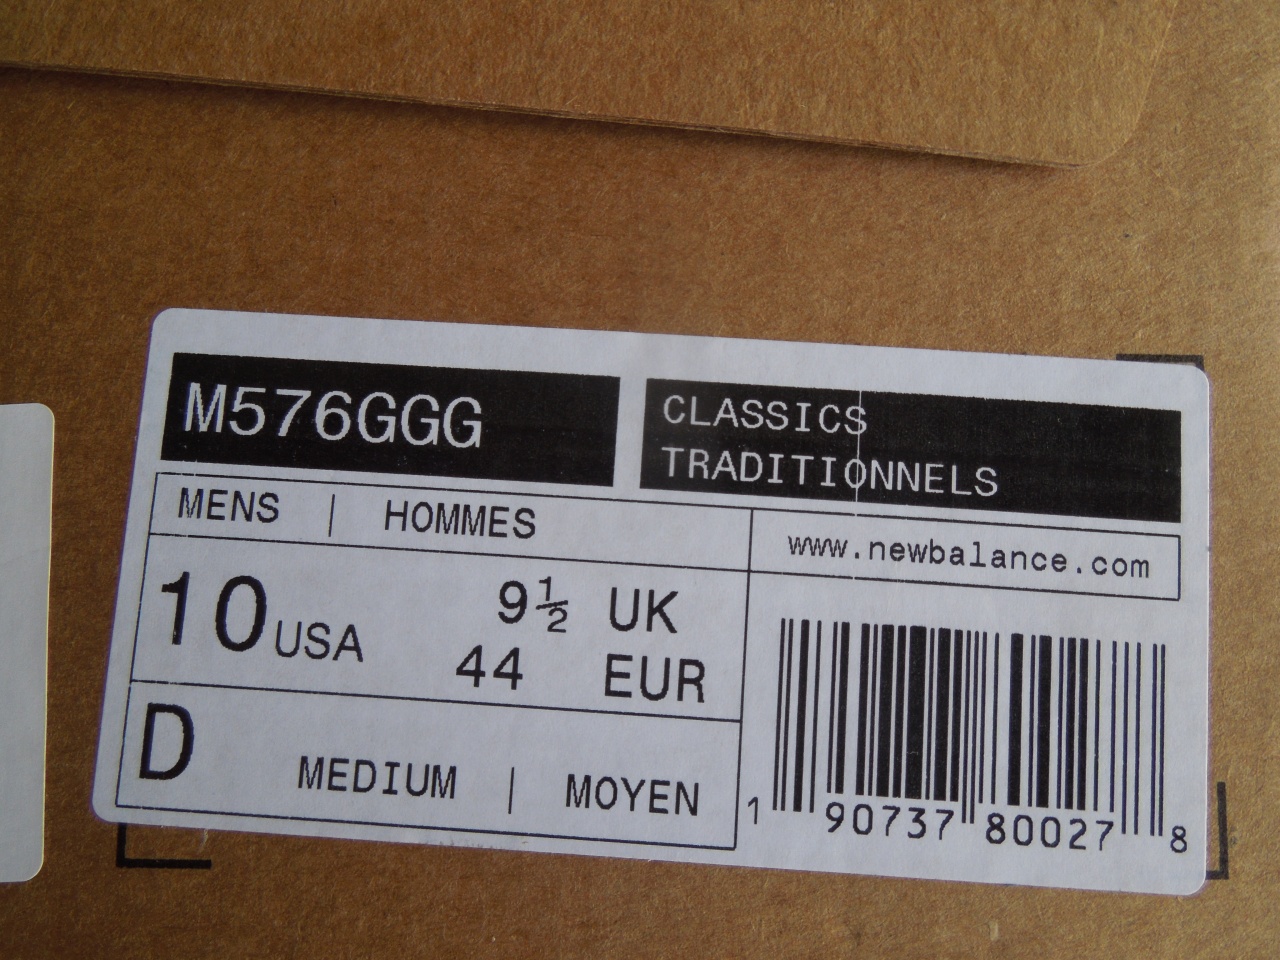 M576GGG
CLASSICS
TRADITIONNELS
MENS | HOMMES
www.newbalance.com
10 USA 9½ UK
44 EUR
D MEDIUM | MOYEN
1 90737 80027 8